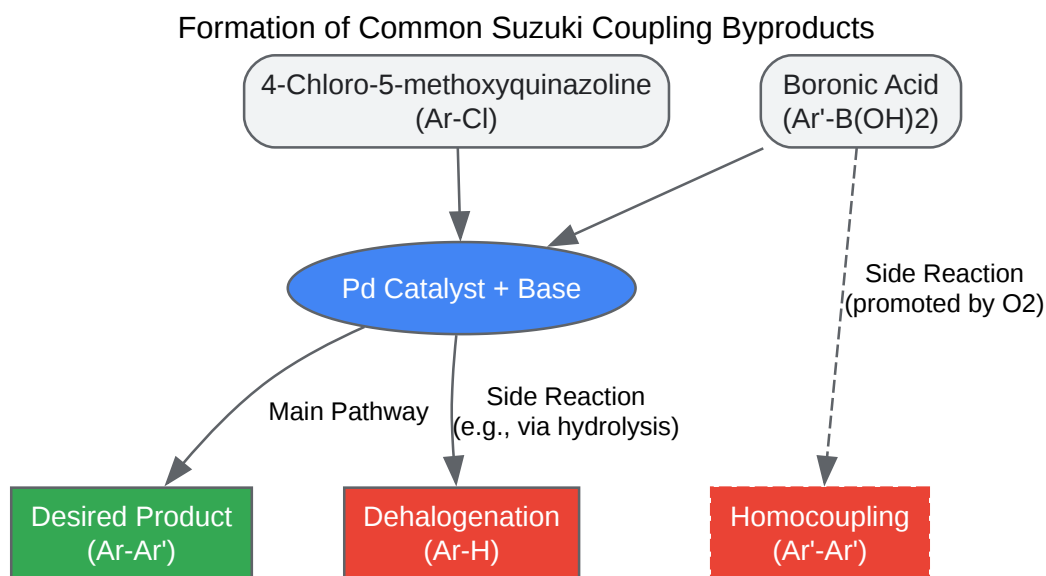 Formation of Common Suzuki Coupling Byproducts
4-Chloro-5-methoxyquinazoline
(Ar-Cl)
Boronic Acid
(Ar'-B(OH)2)
Pd Catalyst + Base
Side Reaction
(promoted by O2)
Main Pathway
Side Reaction
(e.g., via hydrolysis)
Desired Product
(Ar-Ar')
Dehalogenation
(Ar-H)
Homocoupling
(Ar'-Ar')